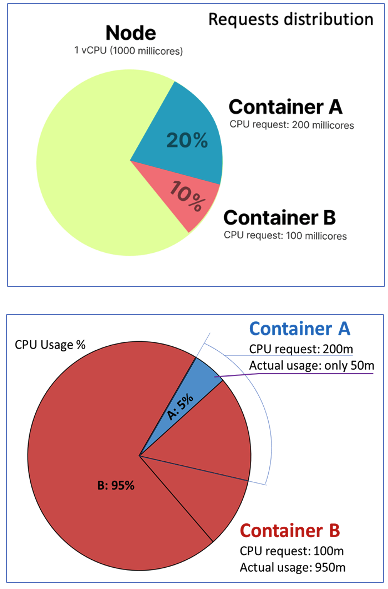 Requests distribution
Node
1 vCPU (1000 millicores)
Container A
CPU request: 200 millicores
20%
10%
Container B
CPU request: 100 millicores
Container A
CPU Usage %
CPU request: 200m
Actual usage: only 50m
A: 5%
B: 95%
Container B
CPU request: 100m
Actual usage: 950m